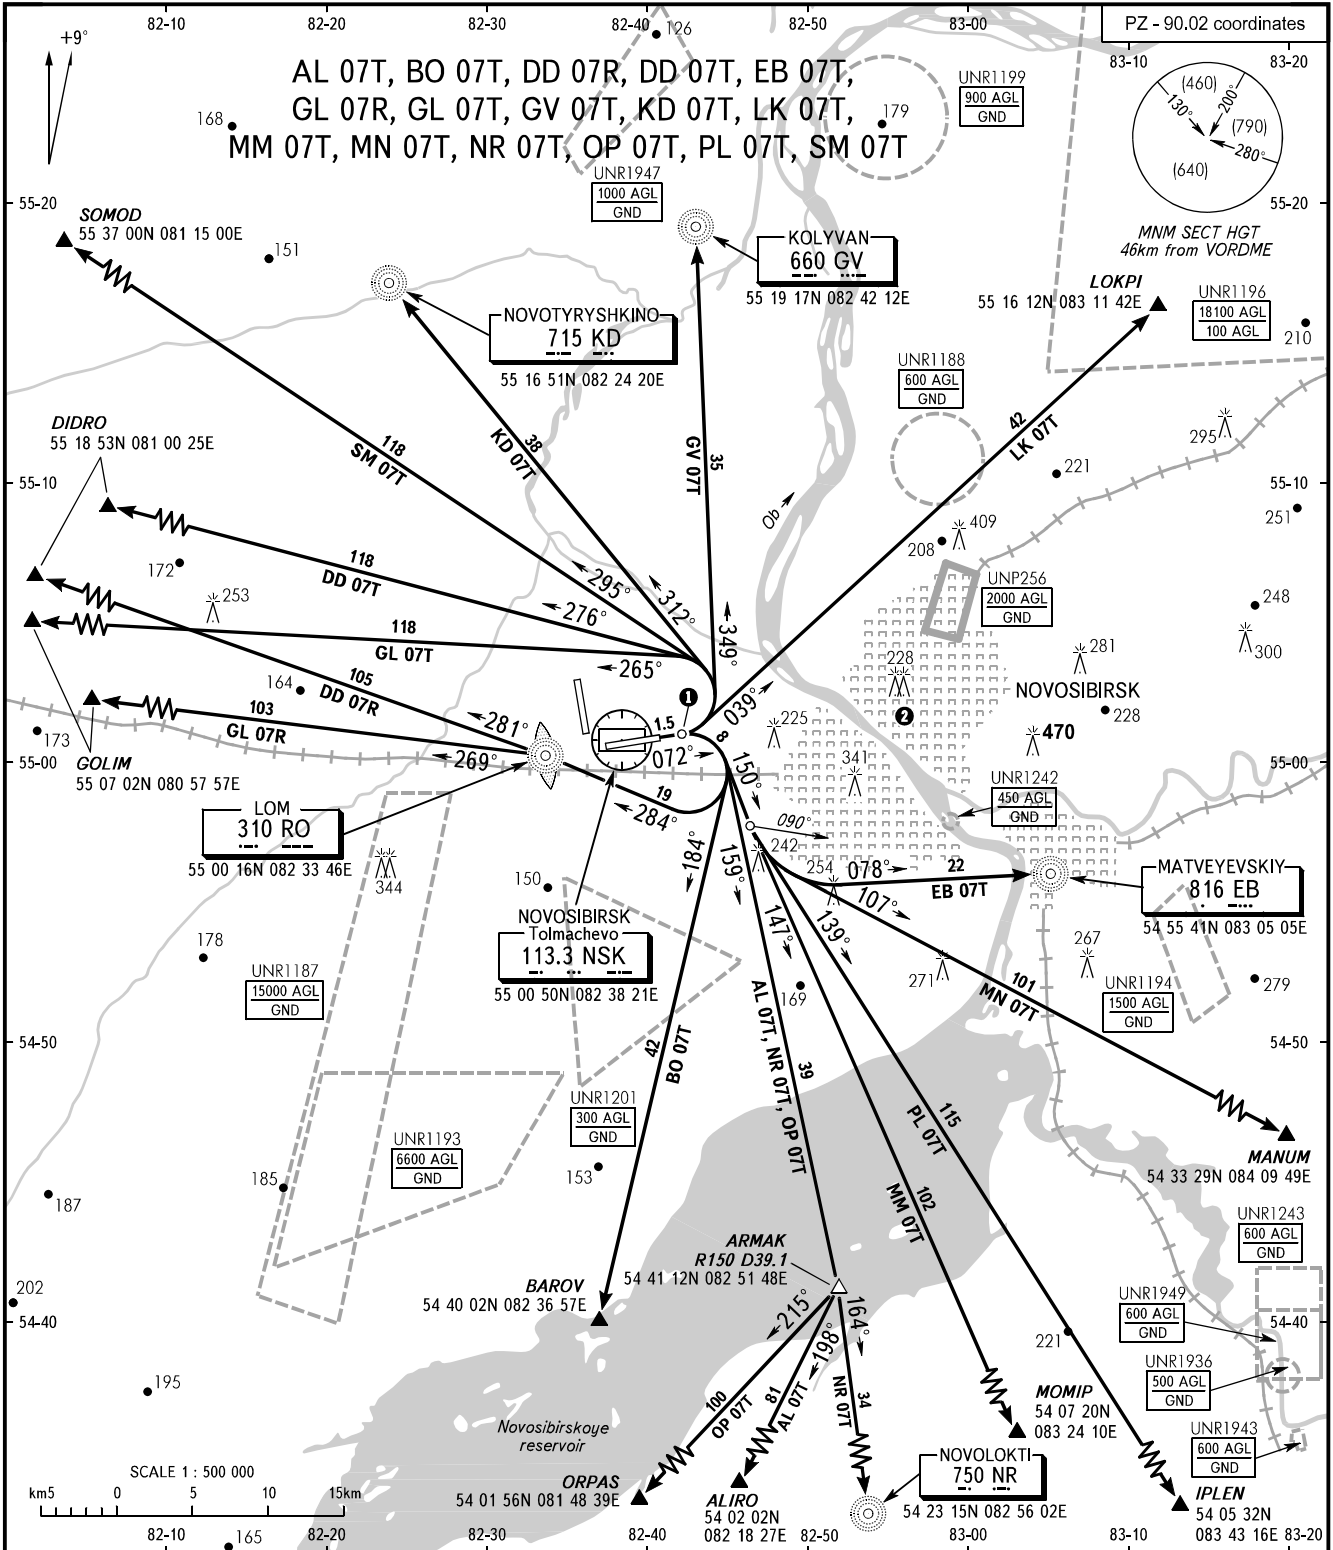 82-10
82-20
82-30
82-40
82-50
83-00
PZ - 90.02 coordinates
83-10
83-20
+9°
126
AL 07T, BO 07T, DD 07R, DD 07T, EB 07T,
GL 07R, GL 07T, GV 07T, KD 07T, LK 07T,
MM 07T, MN 07T, NR 07T, OP 07T, PL 07T, SM 07T
168
179
UNR1199
900 AGL
GND
(460)
130°
200°
(790)
280°
(640)
MNM SECT HGT
46km from VORDME
UNR1947
1000 AGL
GND
55-20
55-20
SOMOD
55 37 00N 081 15 00E
151
KOLYVAN
660 GV
55 19 17N 082 42 12E
LOKPI
55 16 12N 083 11 42E
UNR1196
18100 AGL
100 AGL
210
NOVOTYRYSHKINO
715 KD
55 16 51N 082 24 20E
UNR1188
600 AGL
GND
DIDRO
55 18 53N 081 00 25E
118
SM 07T
38
KD 07T
35
GV 07T
42
LK 07T
295
221
55-10
55-10
251
Ob
409
208
118
DD 07T
172
253
295°
312°
276°
349°
UNP256
2000 AGL
GND
248
300
118
GL 07T
265°
281
228
NOVOSIBIRSK
228
470
164
105
DD 07R
103
GL 07R
281°
269°
1
1.5
039°
2
225
8
072°
150°
173
55-00
55-00
GOLIM
55 07 02N 080 57 57E
341
UNR1242
450 AGL
GND
LOM
310 RO
55 00 16N 082 33 46E
19
284°
184°
159°
090°
242
254
078°
22
EB 07T
107°
MATVEYEVSKIY
816 EB
54 55 41N 083 05 05E
344
150
NOVOSIBIRSK
Tolmachevo
113.3 NSK
55 00 50N 082 38 21E
147°
139°
178
UNR1187
15000 AGL
GND
169
271
267
279
UNR1194
1500 AGL
GND
101
MN 07T
54-50
54-50
42
BO 07T
39
AL 07T, NR 07T, OP 07T
115
PL 07T
UNR1201
300 AGL
GND
UNR1193
6600 AGL
GND
153
MANUM
54 33 29N 084 09 49E
185
187
102
MM 07T
UNR1243
600 AGL
GND
ARMAK
R150 D39.1
54 41 12N 082 51 48E
BAROV
54 40 02N 082 36 57E
202
UNR1949
600 AGL
GND
54-40
54-40
215°
198°
164°
221
UNR1936
500 AGL
GND
195
100
OP 07T
81
AL 07T
34
NR 07T
MOMIP
54 07 20N
083 24 10E
UNR1943
600 AGL
GND
Novosibirskoye
reservoir
NOVOLOKTI
750 NR
54 23 15N 082 56 02E
SCALE 1 : 500 000
km5 0 5 10 15km
ORPAS
54 01 56N 081 48 39E
ALIRO
54 02 02N
082 18 27E
IPLEN
54 05 32N
083 43 16E
165
82-10
82-20
82-30
82-40
82-50
83-00
83-10
83-20